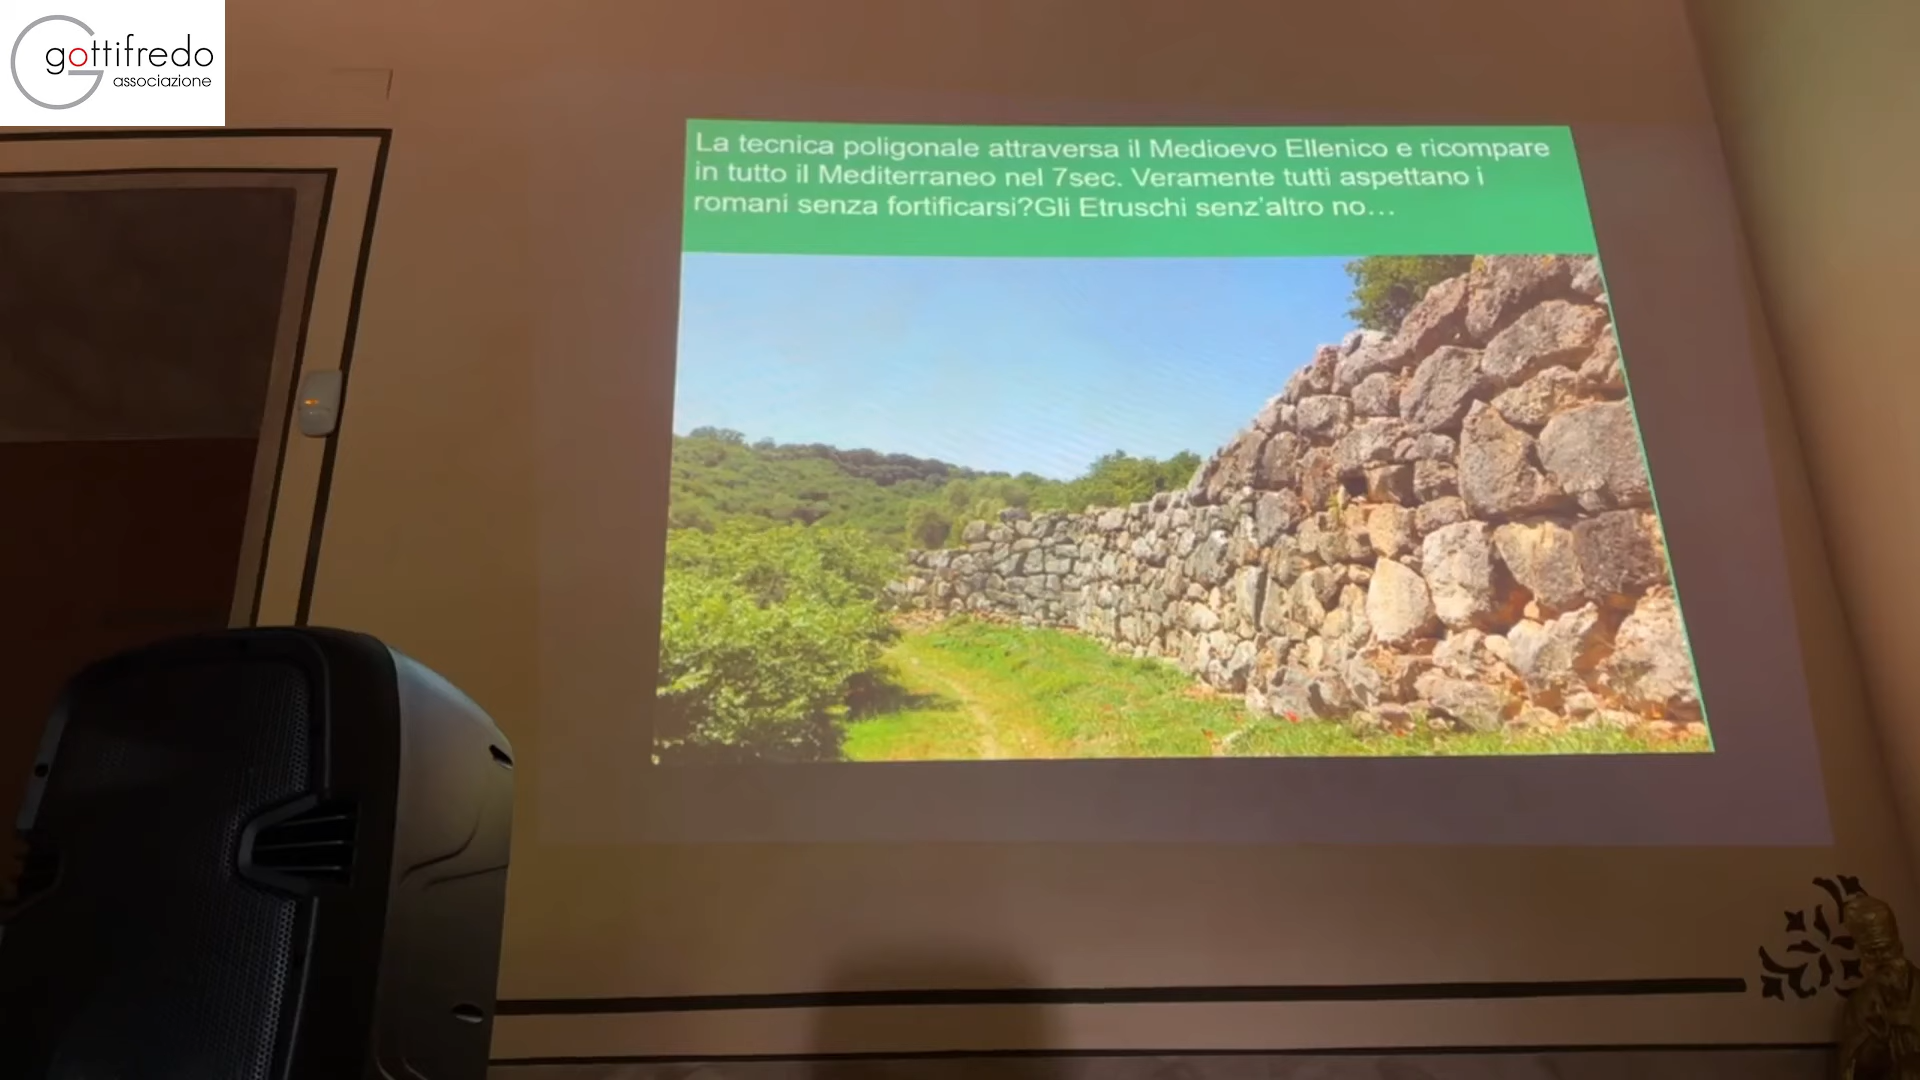 gottifredo
associazione
La tecnica poligonale attraversa il Medioevo Ellenico e ricompare
in tutto il Mediterraneo nel 7sec. Veramente tutti aspettano i
romani senza fortificarsi?Gli Etruschi senz'altro no…